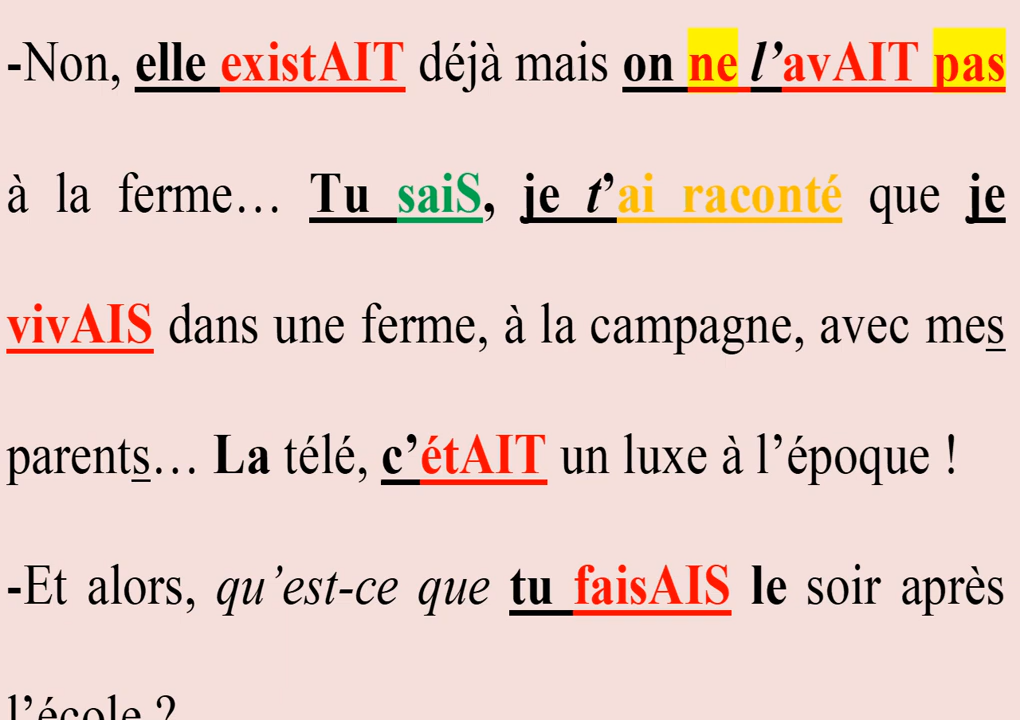 -Non, elle existAIT déjà mais on ne l’avAIT pas
à la ferme… Tu saiS, je t’ai raconté que je
vivAIS dans une ferme, à la campagne, avec mes
parents… La télé, c’étAIT un luxe à l’époque !
-Et alors, qu’est-ce que tu faisAIS le soir après
l’école ?